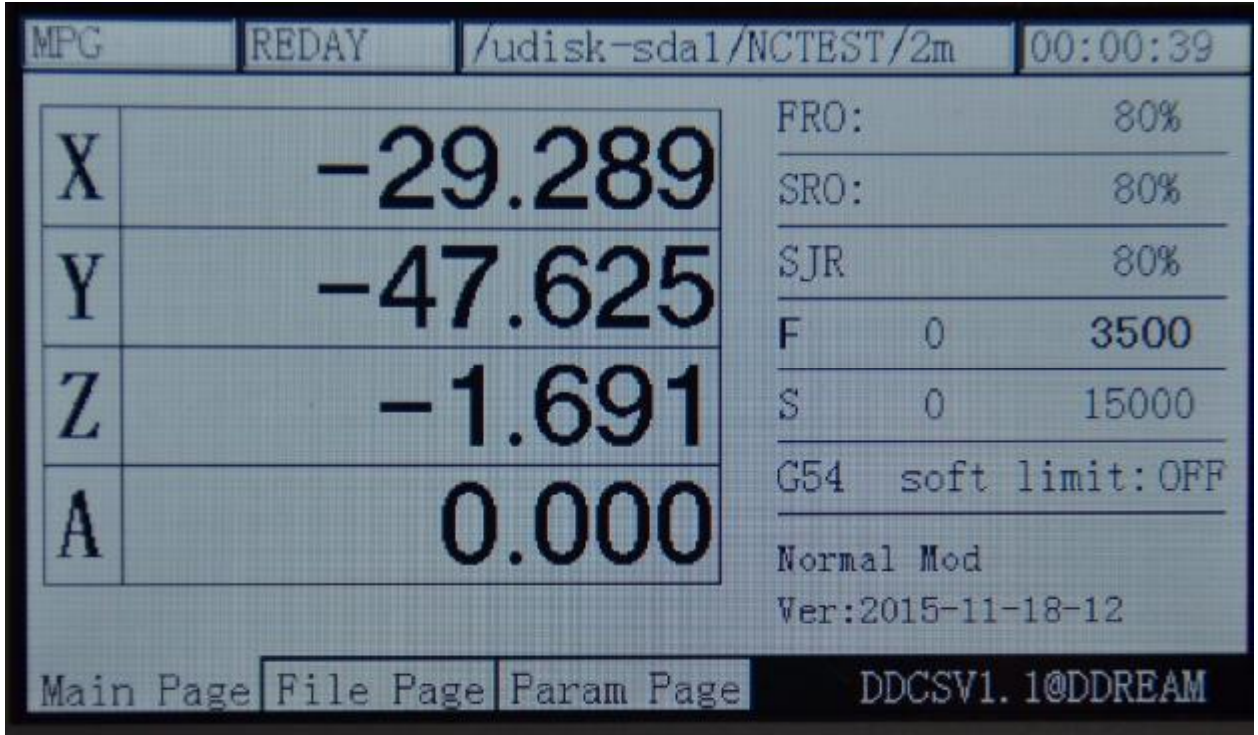 MPG REDAY /udisk-sda1/NCTEST/2m 00:00:39
X -29.289
Y -47.625
Z -1.691
A 0.000
FRO: 80%
SRO: 80%
SJR 80%
F 0 3500
S 0 15000
G54 soft limit:OFF
Normal Mod
Ver:2015-11-18-12
Main Page File Page Param Page DDCSV1.1@DDREAM